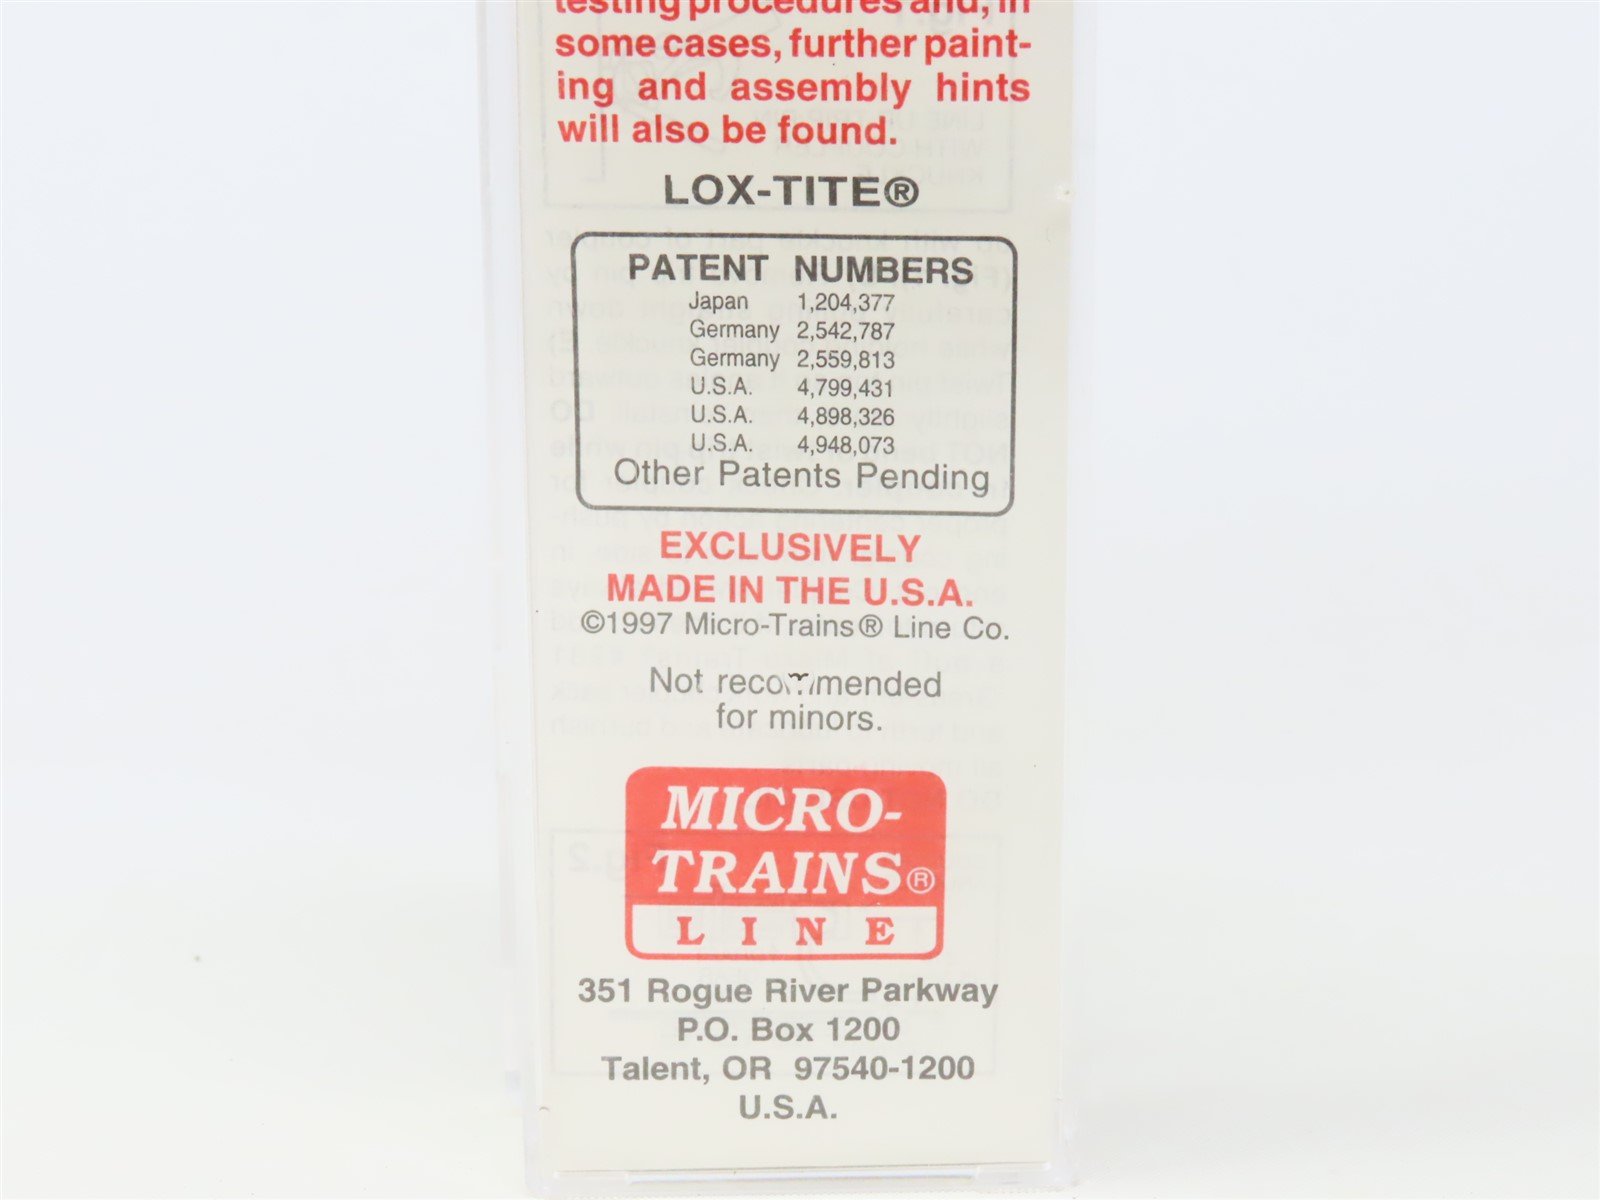 testing procedures and, in
some cases, further paint-
ing and assembly hints
will also be found.
LOX-TITE®
PATENT NUMBERS
Japan 1,204,377
Germany 2,542,787
Germany 2,559,813
U.S.A. 4,799,431
U.S.A. 4,898,326
U.S.A. 4,948,073
Other Patents Pending
EXCLUSIVELY
MADE IN THE U.S.A.
©1997 Micro-Trains® Line Co.
Not recommended
for minors.
MICRO-
TRAINS®
LINE
351 Rogue River Parkway
P.O. Box 1200
Talent, OR 97540-1200
U.S.A.